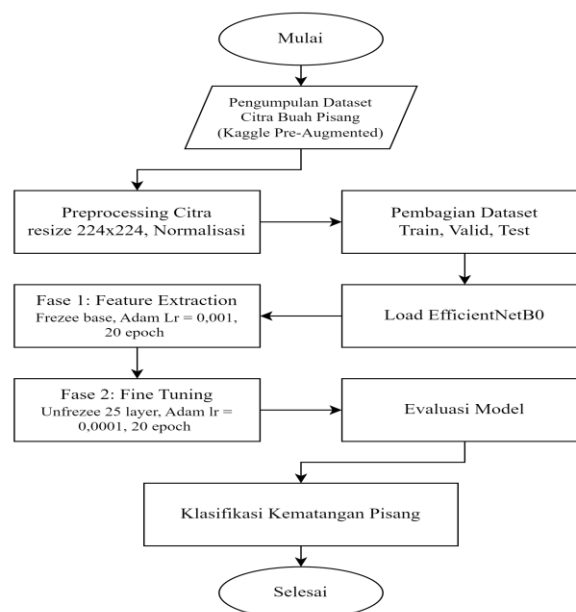 Mulai
Pengumpulan Dataset
Citra Buah Pisang
(Kaggle Pre-Augmented)
Preprocessing Citra
resize 224x224, Normalisasi
Pembagian Dataset
Train, Valid, Test
Load EfficientNetB0
Fase 1: Feature Extraction
Frezee base, Adam Lr = 0,001,
20 epoch
Fase 2: Fine Tuning
Unfrezee 25 layer, Adam lr =
0,0001, 20 epoch
Evaluasi Model
Klasifikasi Kematangan Pisang
Selesai